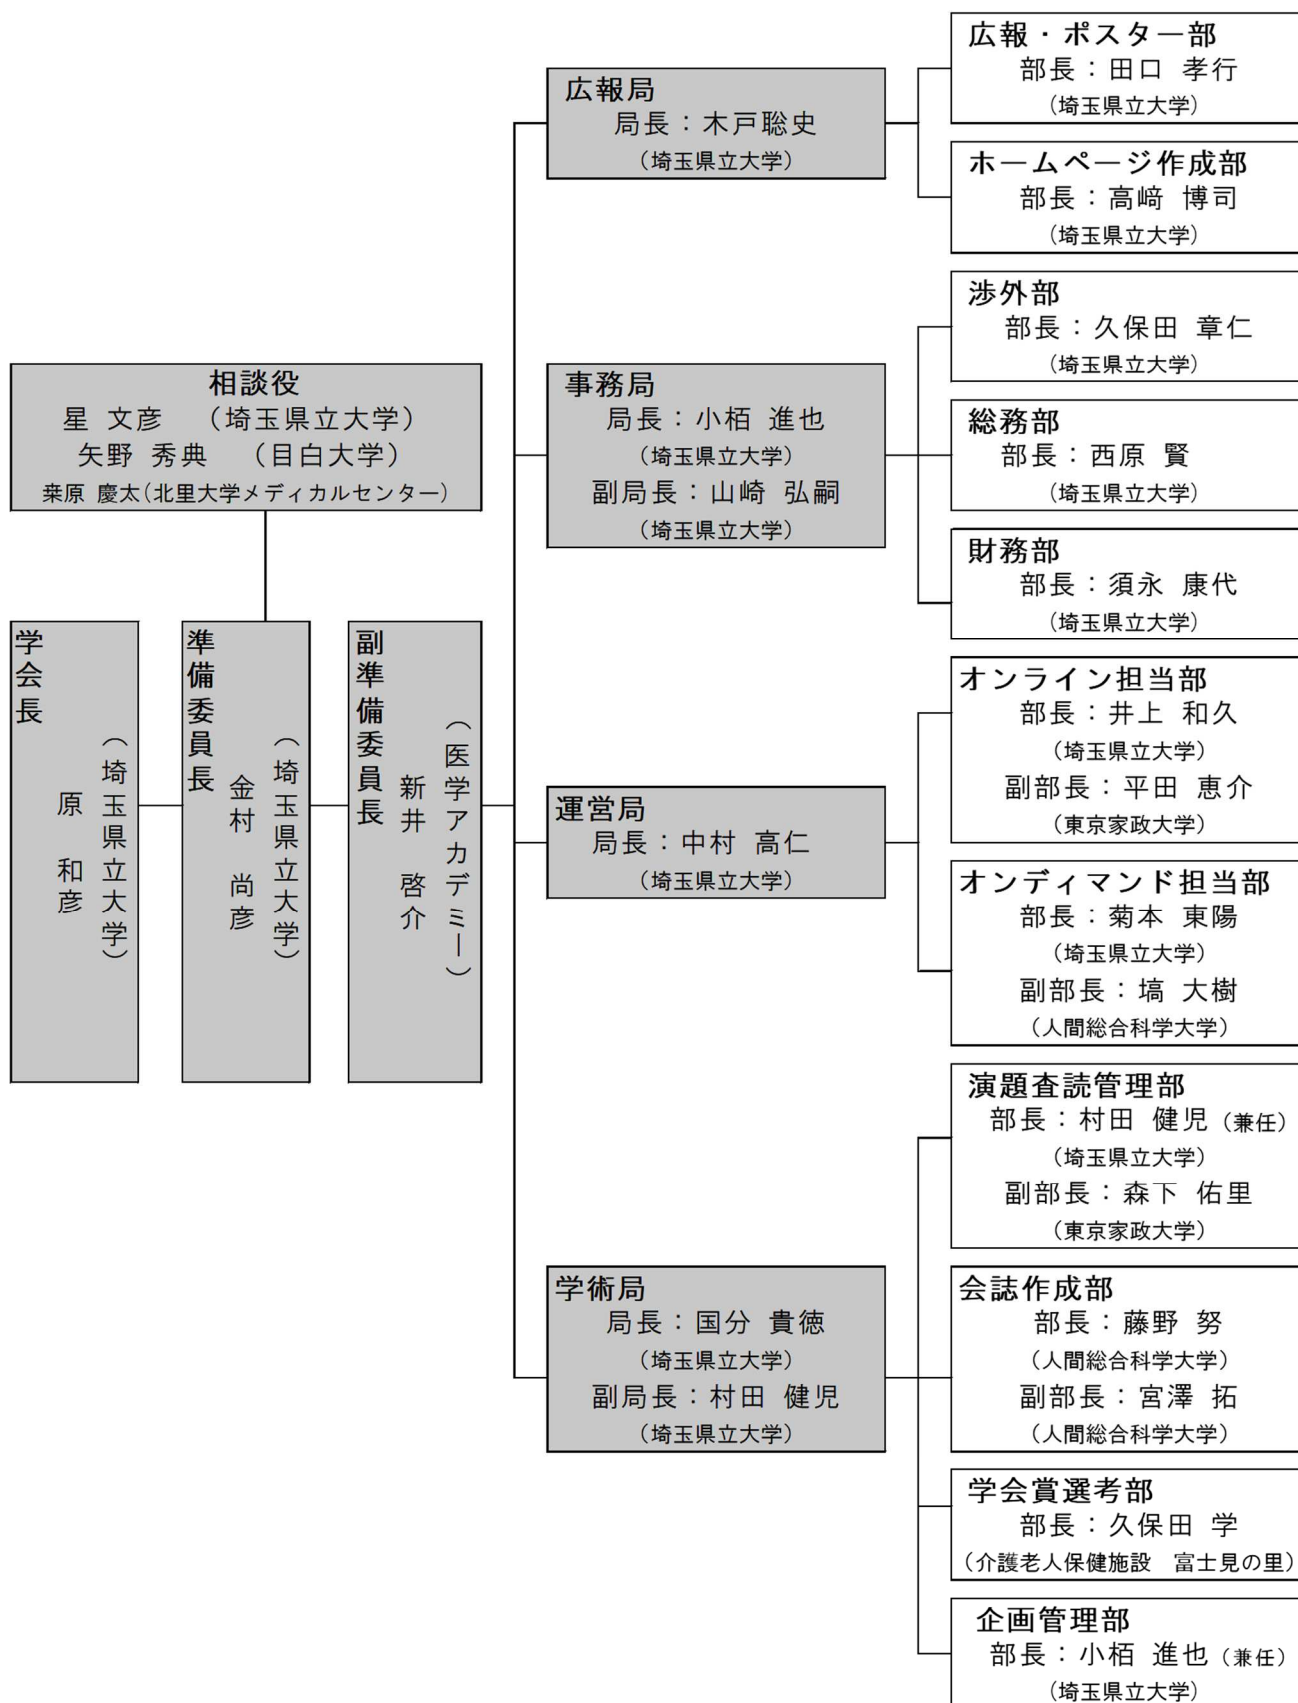 相談役
星 文彦 （埼玉県立大学）
矢野 秀典 （目白大学）
桒原 慶太（北里大学メディカルセンター）
学会長
原 和彦
（埼玉県立大学）
準備委員長
金村 尚彦
（埼玉県立大学）
副準備委員長
新井 啓介
（医学アカデミー）
広報局
局長：木戸聡史
（埼玉県立大学）
広報・ポスター部
部長：田口 孝行
（埼玉県立大学）
ホームページ作成部
部長：高﨑 博司
（埼玉県立大学）
事務局
局長：小栢 進也
（埼玉県立大学）
副局長：山崎 弘嗣
（埼玉県立大学）
渉外部
部長：久保田 章仁
（埼玉県立大学）
総務部
部長：西原 賢
（埼玉県立大学）
財務部
部長：須永 康代
（埼玉県立大学）
運営局
局長：中村 高仁
（埼玉県立大学）
オンライン担当部
部長：井上 和久
（埼玉県立大学）
副部長：平田 恵介
（東京家政大学）
オンディマンド担当部
部長：菊本 東陽
（埼玉県立大学）
副部長：塙 大樹
（人間総合科学大学）
学術局
局長：国分 貴徳
（埼玉県立大学）
副局長：村田 健児
（埼玉県立大学）
演題査読管理部
部長：村田 健児（兼任）
（埼玉県立大学）
副部長：森下 佑里
（東京家政大学）
会誌作成部
部長：藤野 努
（人間総合科学大学）
副部長：宮澤 拓
（人間総合科学大学）
学会賞選考部
部長：久保田 学
（介護老人保健施設 富士見の里）
企画管理部
部長：小栢 進也（兼任）
（埼玉県立大学）